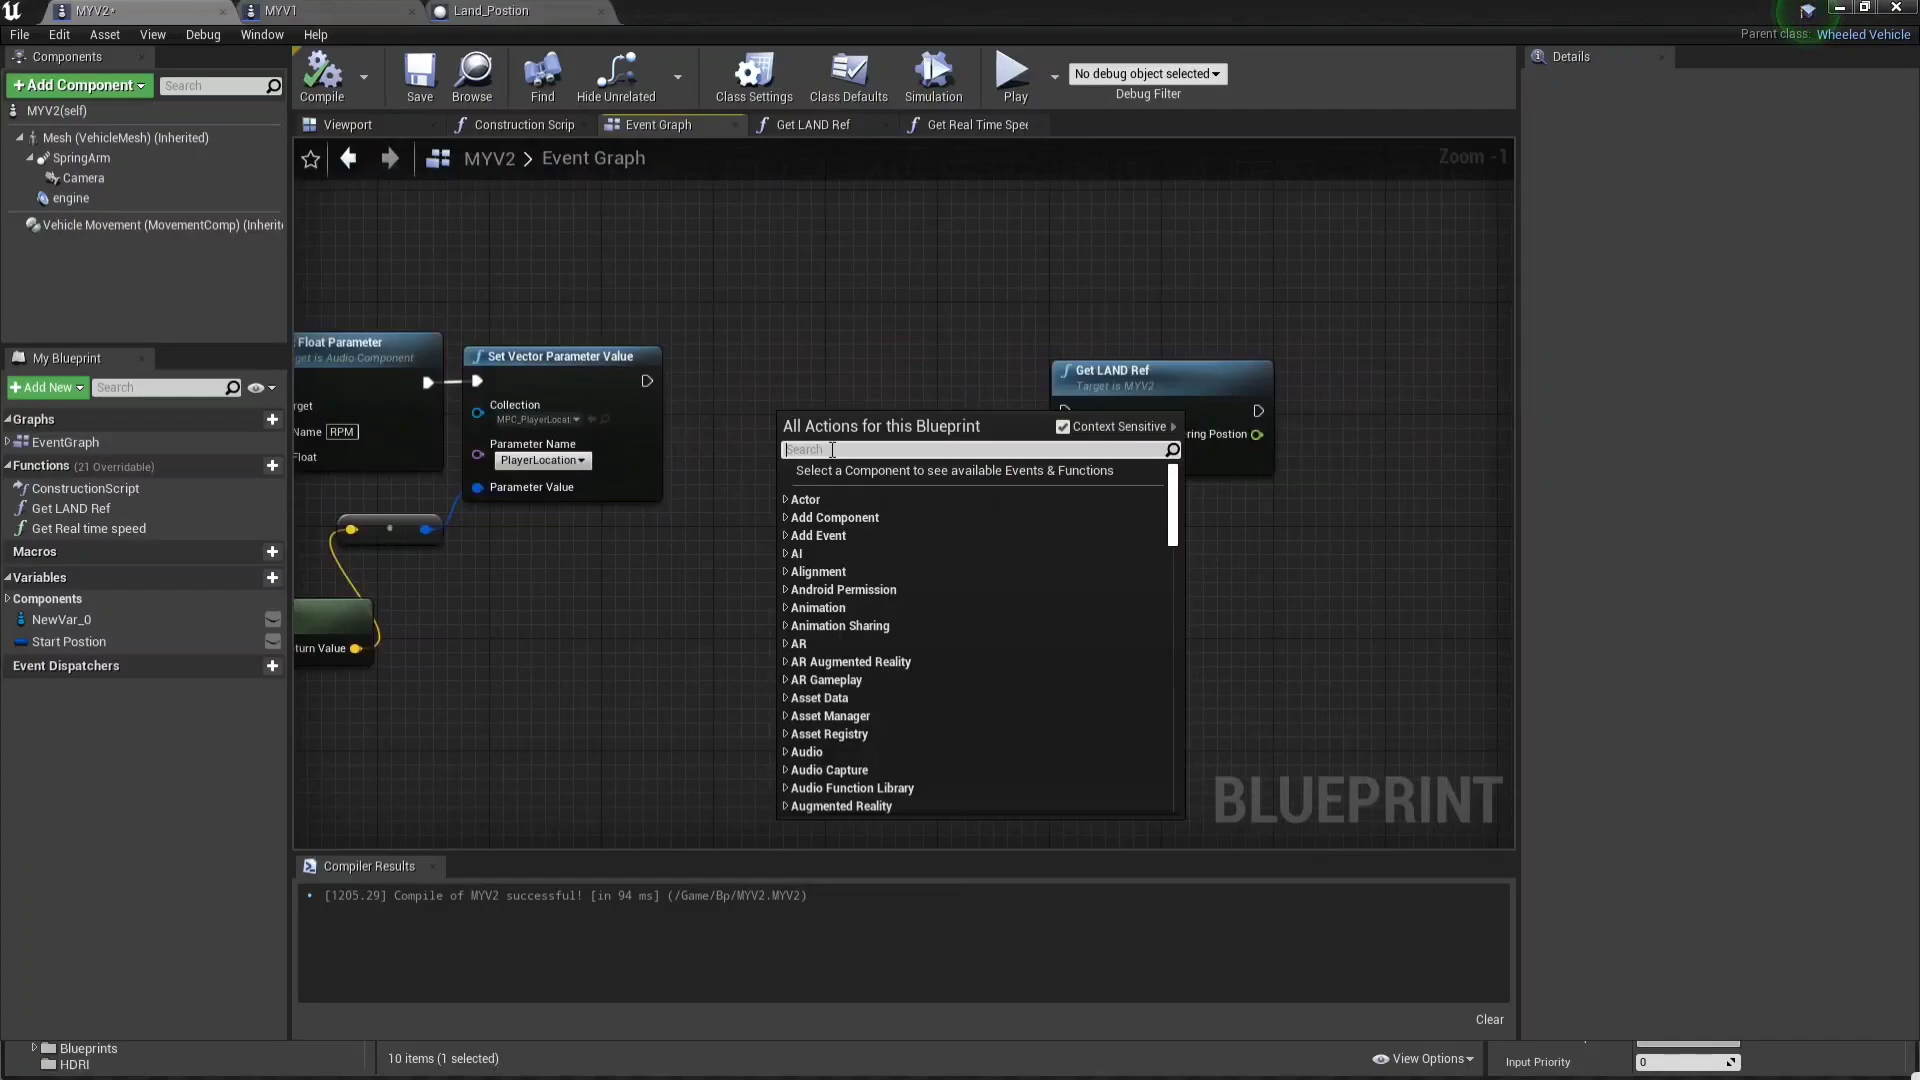 MYV2*
MYV1
Land_Postion
File Edit Asset View Debug Window Help
Parent class: Wheeled Vehicle
Components
+Add Component
Search
MYV2(self)
Mesh (VehicleMesh) (Inherited)
SpringArm
Camera
engine
Vehicle Movement (MovementComp) (Inherit
Compile
Save
Browse
Find
Hide Unrelated
Class Settings
Class Defaults
Simulation
Play
No debug object selected
Debug Filter
Details
Viewport
Construction Scrip
Event Graph
Get LAND Ref
Get Real Time Spe
MYV2 > Event Graph
Zoom -1
My Blueprint
+Add New
Search
Graphs
EventGraph
Functions (21 Overridable)
ConstructionScript
Get LAND Ref
Get Real time speed
Macros
Variables
Components
NewVar_0
Start Postion
Event Dispatchers
Float Parameter
get is Audio Component
rget
Name RPM
Float
Set Vector Parameter Value
Collection
MPC_PlayerLocat
Parameter Name
PlayerLocation
Parameter Value
turn Value
Get LAND Ref
Target is MYV2
ring Postion
All Actions for this Blueprint
Context Sensitive
Search
Select a Component to see available Events & Functions
Actor
Add Component
Add Event
AI
Alignment
Android Permission
Animation
Animation Sharing
AR
AR Augmented Reality
AR Gameplay
Asset Data
Asset Manager
Asset Registry
Audio
Audio Capture
Audio Function Library
Augmented Reality
BLUEPRINT
Compiler Results
[1205.29] Compile of MYV2 successful! [in 94 ms] (/Game/Bp/MYV2.MYV2)
Clear
Blueprints
HDRI
10 items (1 selected)
View Options
Input Priority
0